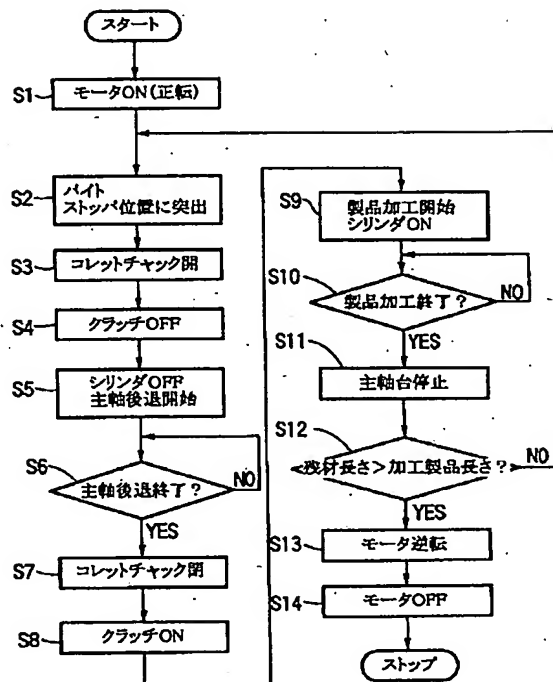 スタート
S1
モータON(正転)
S2
バイト
ストッパ位置に突出
S3
コレットチャック開
S4
クラッチOFF
S5
シリンダOFF
主軸後退開始
S6
主軸後退終了?
NO
YES
S7
コレットチャック閉
S8
クラッチON
S9
製品加工開始
シリンダON
S10
製品加工終了?
NO
YES
S11
主軸台停止
S12
残材長さ>加工製品長さ?
NO
YES
S13
モータ逆転
S14
モータOFF
ストップ